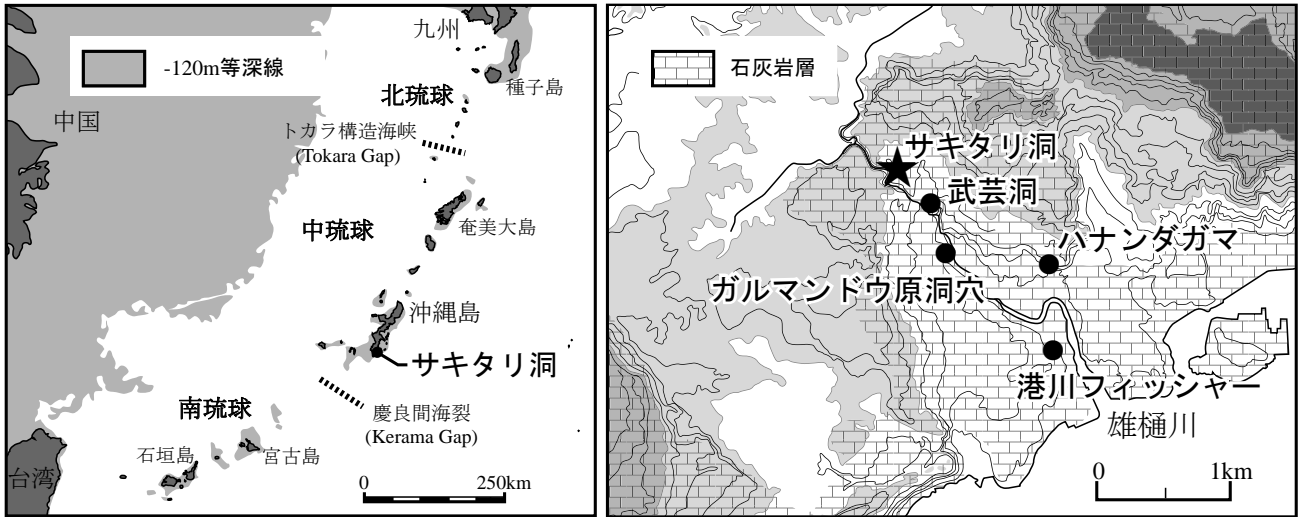 九州
-120m等深線
種子島
北琉球
中国
トカラ構造海峡
(Tokara Gap)
中琉球
奄美大島
沖縄島
サキタリ洞
南琉球
慶良間海裂
(Kerama Gap)
石垣島
宮古島
台湾
0
250km
石灰岩層
サキタリ洞
武芸洞
ハナンダガマ
ガルマンドウ原洞穴
港川フィッシャー
雄樋川
0
1km